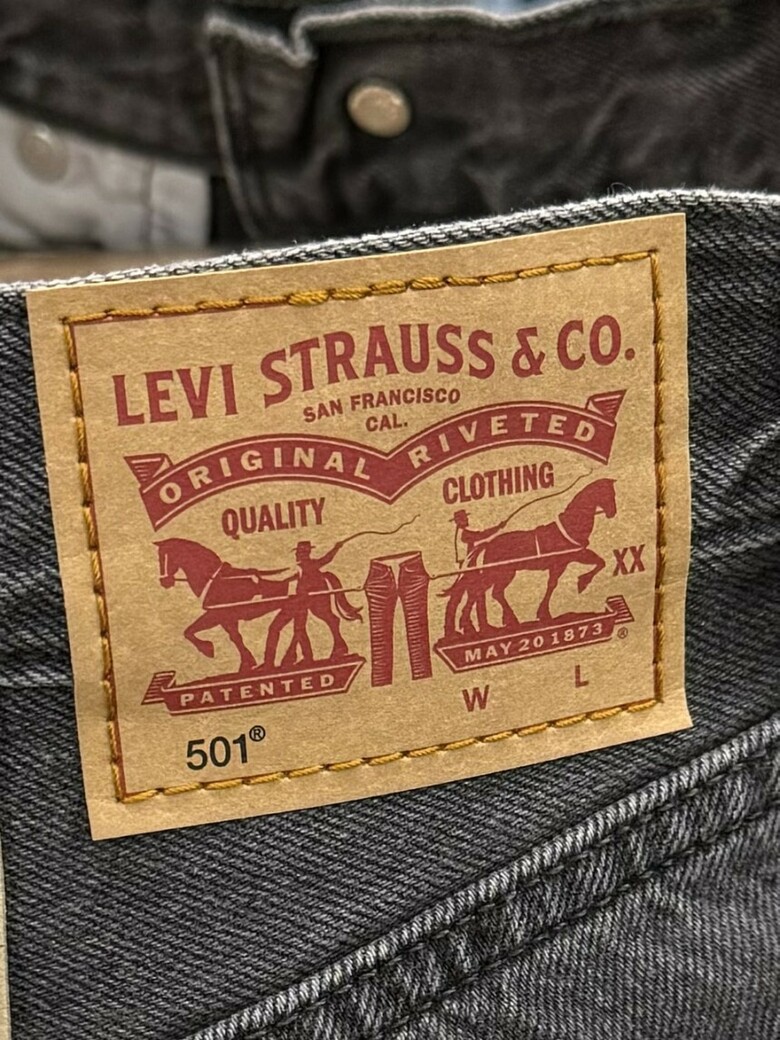 LEVI STRAUSS & CO.
SAN FRANCISCO
CAL.
ORIGINAL RIVETED
QUALITY CLOTHING
XX
PATENTED MAY 20 1873 ®
W L
501®